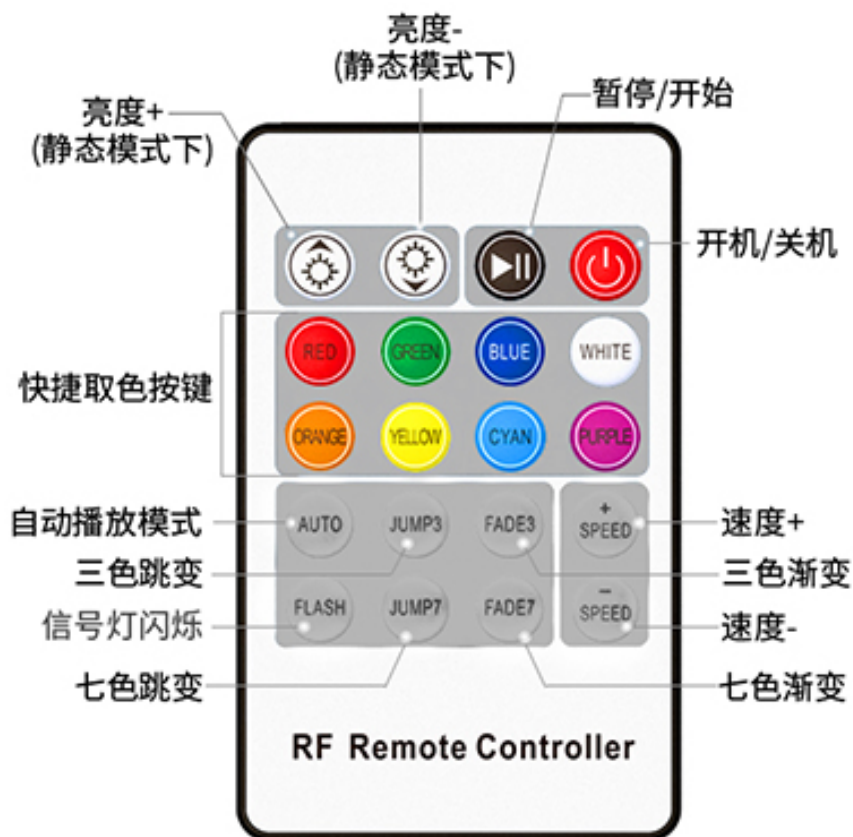 亮度-
(静态模式下)
暂停/开始
亮度+
(静态模式下)
开机/关机
RED GREEN BLUE WHITE
快捷取色按键
ORANGE YELLOW CYAN PURPLE
自动播放模式
AUTO JUMP3 FADE3 + SPEED
速度+
三色跳变
三色渐变
FLASH JUMP7 FADE7 - SPEED
信号灯闪烁
速度-
七色跳变
七色渐变
RF Remote Controller